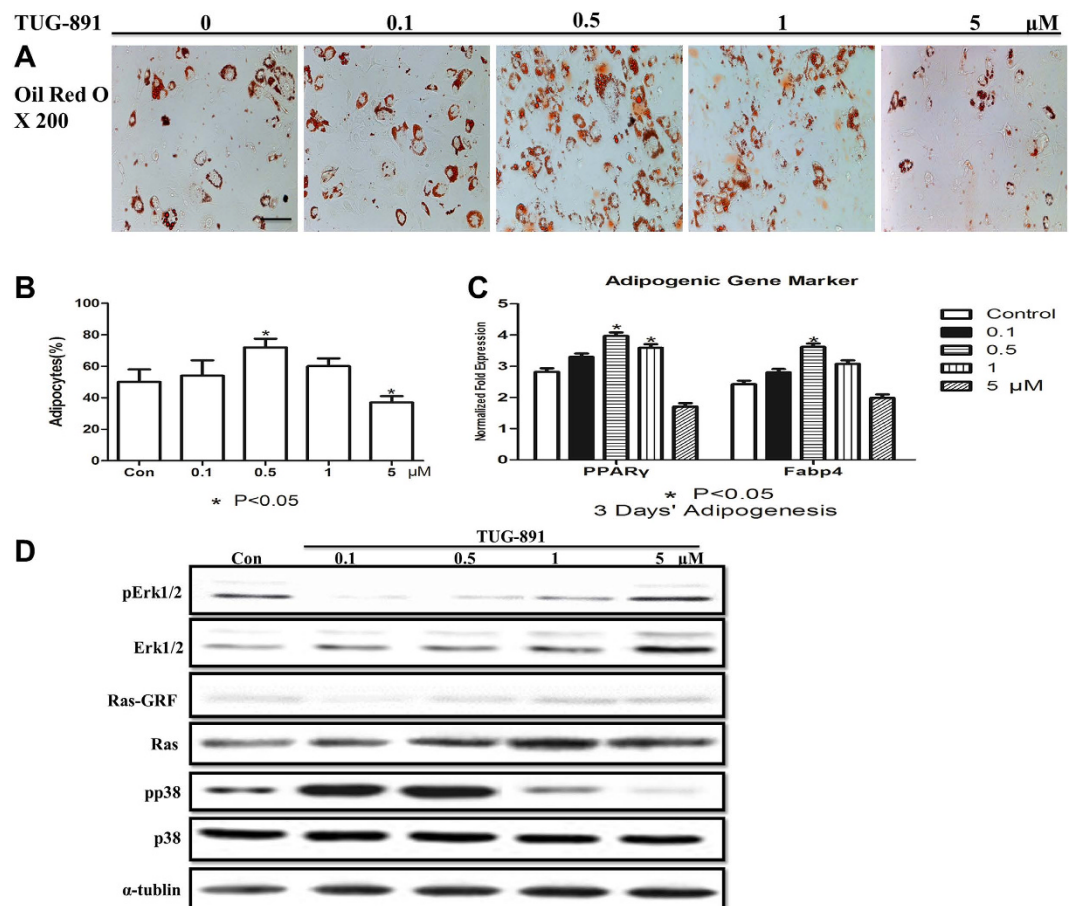 TUG-891 0 0.1 0.5 1 5 μM
A
Oil Red O
X 200
B
Adipocytes(%)
100
80
60
40
20
0
*
*
Con 0.1 0.5 1 5 μM
* P<0.05
C
Adipogenic Gene Marker
Normalized Fold Expression
5
4
3
2
1
0
* * *
PPARγ Fabp4
* P<0.05
3 Days' Adipogenesis
Control
0.1
0.5
1
5 μM
D
TUG-891
Con 0.1 0.5 1 5 μM
pErk1/2
Erk1/2
Ras-GRF
Ras
pp38
p38
α-tublin